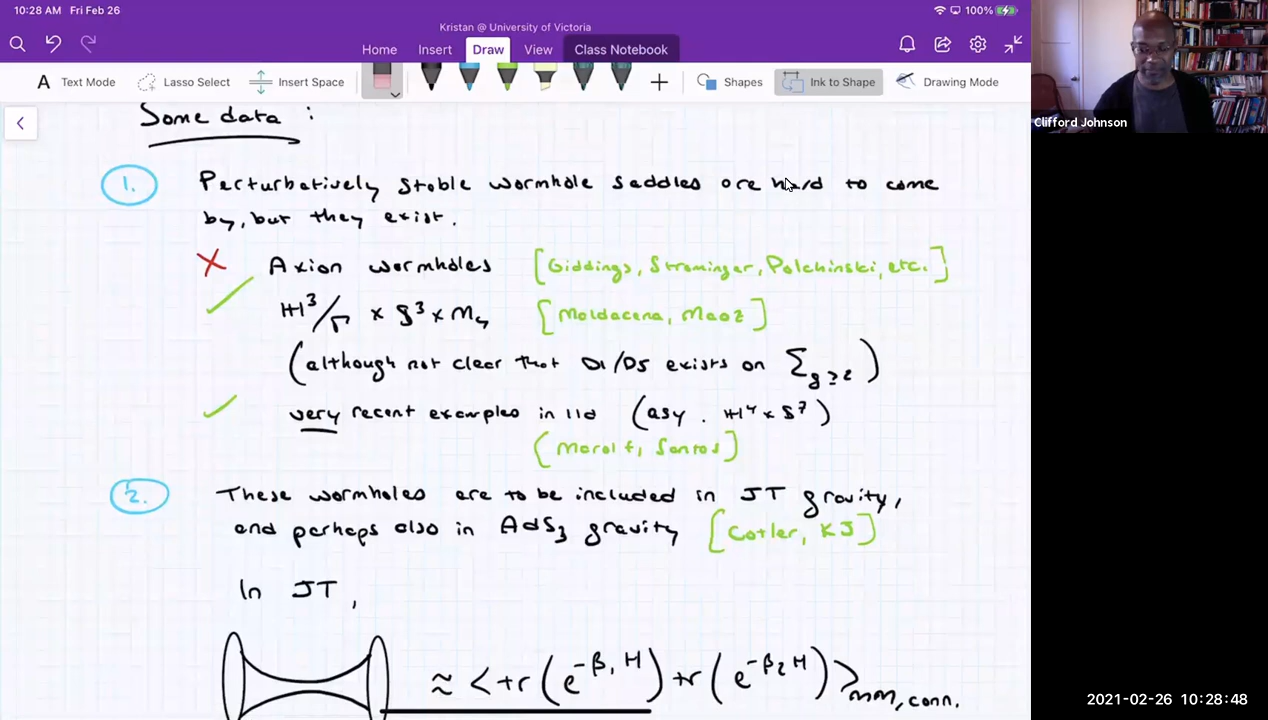 10:28 AM Fri Feb 26
100%
Kristan @ University of Victoria
Home Insert Draw View Class Notebook
A Text Mode Lasso Select Insert Space Shapes Ink to Shape Drawing Mode
Clifford Johnson
Some data :
1. Perturbatively stable wormhole saddles are hard to come
by, but they exist.
Axion wormholes [Giddings, Strominger, Polchinski, etc.]
H³/Γ × S³ × M₄ [Maldacena, Maoz]
(although not clear that D1/D5 exists on Σ_{g≥2})
very recent examples in 11d (asy. H⁴ × S⁷)
[Marolf, Santos]
2. These wormholes are to be included in JT gravity,
and perhaps also in AdS₃ gravity [Cotler, KJ]
In JT,
≈ <tr(e^{-β₁H}) tr(e^{-β₂H})>_{MM, conn.}
2021-02-26 10:28:48